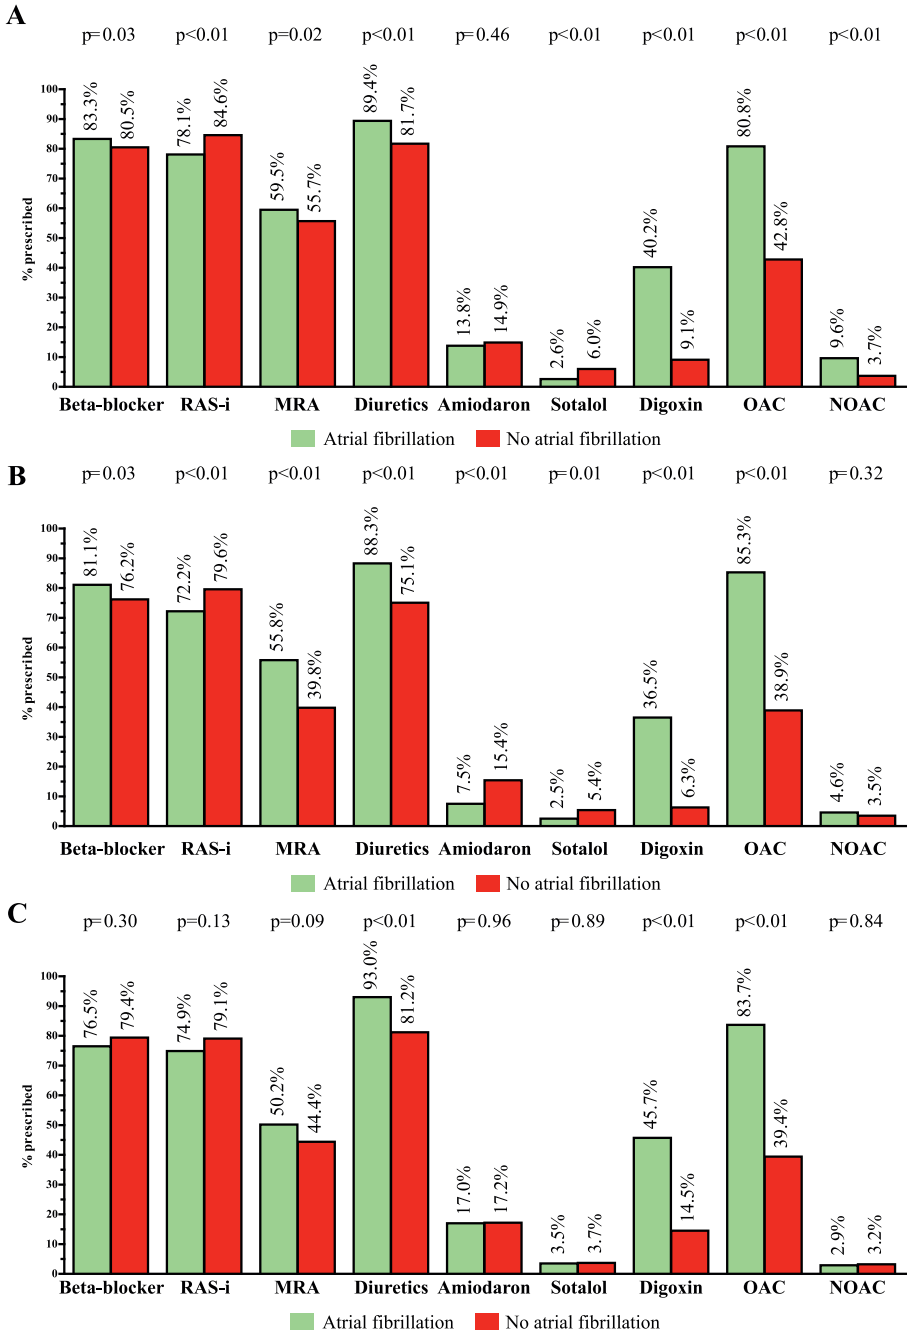 A
p=0.03 p<0.01 p=0.02 p<0.01 p=0.46 p<0.01 p<0.01 p<0.01 p<0.01
83.3% 80.5% 78.1% 84.6% 59.5% 55.7% 89.4% 81.7% 13.8% 14.9% 2.6% 6.0% 40.2% 9.1% 80.8% 42.8% 9.6% 3.7%
% prescribed
100
90
80
70
60
50
40
30
20
10
0
Beta-blocker RAS-i MRA Diuretics Amiodaron Sotalol Digoxin OAC NOAC
Atrial fibrillation No atrial fibrillation
B
p=0.03 p<0.01 p<0.01 p<0.01 p<0.01 p=0.01 p<0.01 p<0.01 p=0.32
81.1% 76.2% 72.2% 79.6% 55.8% 39.8% 88.3% 75.1% 7.5% 15.4% 2.5% 5.4% 36.5% 6.3% 85.3% 38.9% 4.6% 3.5%
% prescribed
100
90
80
70
60
50
40
30
20
10
0
Beta-blocker RAS-i MRA Diuretics Amiodaron Sotalol Digoxin OAC NOAC
Atrial fibrillation No atrial fibrillation
C
p=0.30 p=0.13 p=0.09 p<0.01 p=0.96 p=0.89 p<0.01 p<0.01 p=0.84
76.5% 79.4% 74.9% 79.1% 50.2% 44.4% 93.0% 81.2% 17.0% 17.2% 3.5% 3.7% 45.7% 14.5% 83.7% 39.4% 2.9% 3.2%
% prescribed
100
90
80
70
60
50
40
30
20
10
0
Beta-blocker RAS-i MRA Diuretics Amiodaron Sotalol Digoxin OAC NOAC
Atrial fibrillation No atrial fibrillation